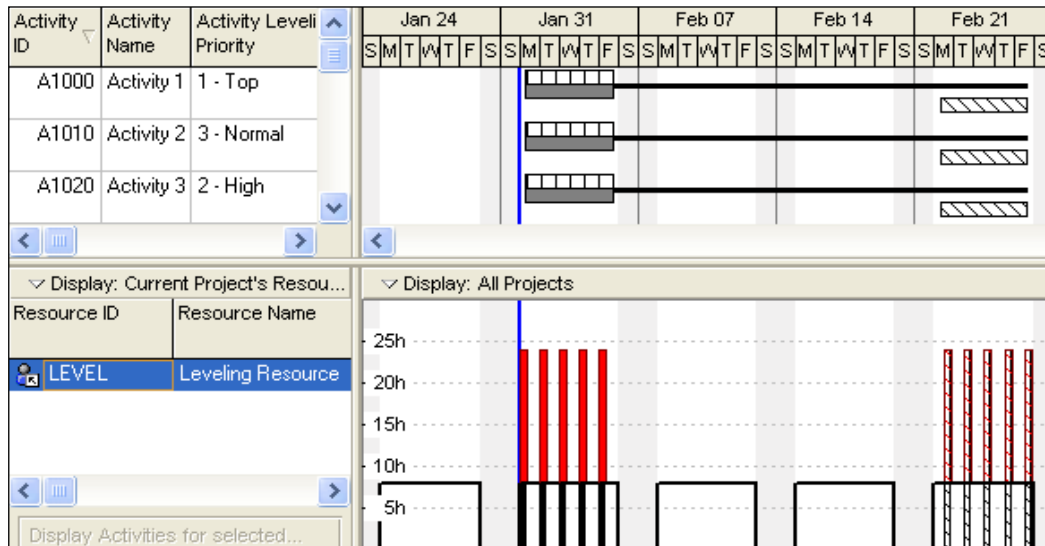 Activity ID Activity Name Activity Leveli Priority Jan 24 Jan 31 Feb 07 Feb 14 Feb 21
S M T W T F S S M T W T F S S M T W T F S S M T W T F S S M T W T F S
A1000 Activity 1 1 - Top
A1010 Activity 2 3 - Normal
A1020 Activity 3 2 - High
Display: Current Project's Resou... Display: All Projects
Resource ID Resource Name
LEVEL Leveling Resource
25h
20h
15h
10h
5h
Display Activities for selected...